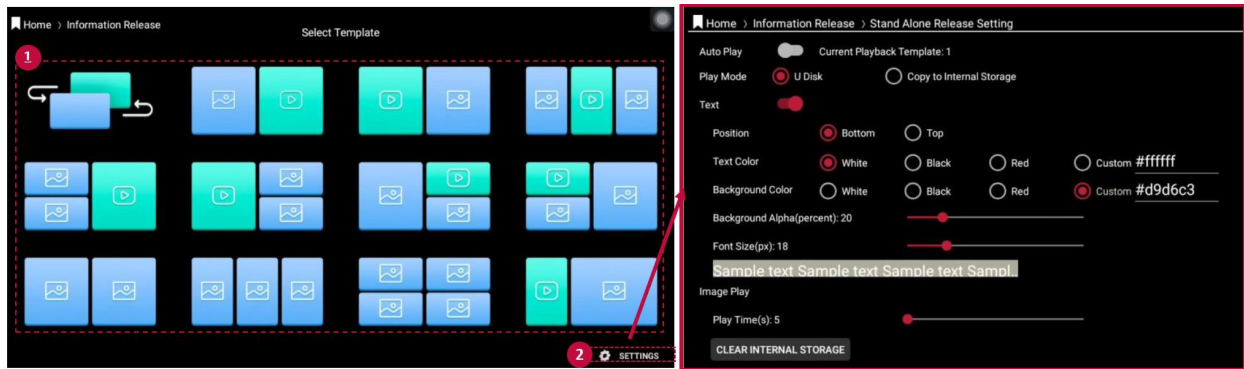 Home > Information Release
Select Template
1
2 SETTINGS
Home > Information Release > Stand Alone Release Setting
Auto Play Current Playback Template: 1
Play Mode U Disk Copy to Internal Storage
Text
Position Bottom Top
Text Color White Black Red Custom #ffffff
Background Color White Black Red Custom #d9d6c3
Background Alpha(percent): 20
Font Size(px): 18
Sample text Sample text Sample text Sampl..
Image Play
Play Time(s): 5
CLEAR INTERNAL STORAGE